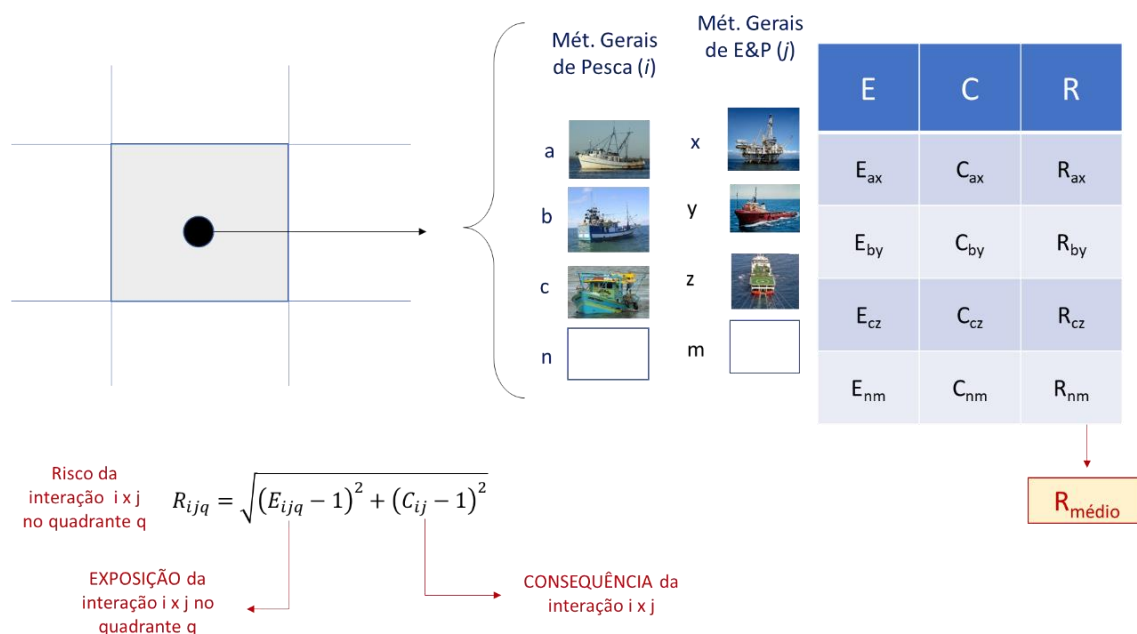 Mét. Gerais
de Pesca (i)
Mét. Gerais
de E&P (j)
E C R
a x
E_ax C_ax R_ax
b y
E_by C_by R_by
c z
E_cz C_cz R_cz
n m
E_nm C_nm R_nm
Risco da
interação i x j
no quadrante q
R_ijq = √((E_ijq − 1)² + (C_ij − 1)²)
R_médio
EXPOSIÇÃO da
interação i x j no
quadrante q
CONSEQUÊNCIA da
interação i x j